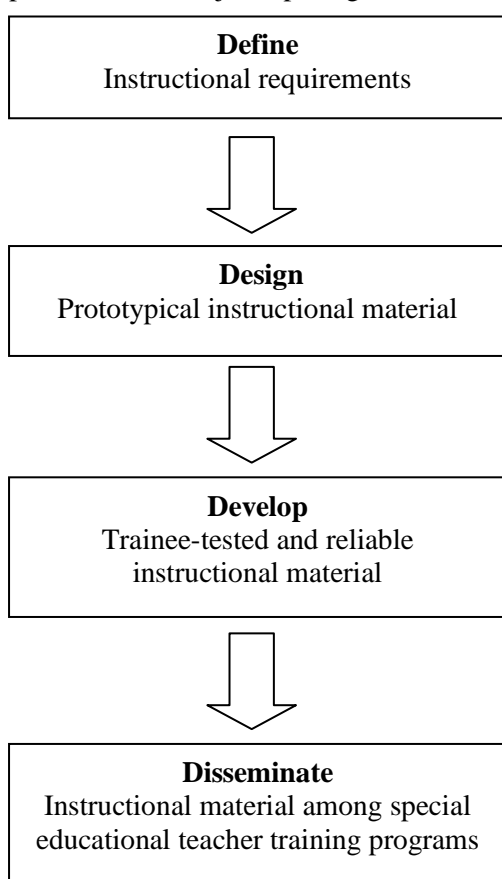 Define
Instructional requirements
Design
Prototypical instructional material
Develop
Trainee-tested and reliable
instructional material
Disseminate
Instructional material among special
educational teacher training programs